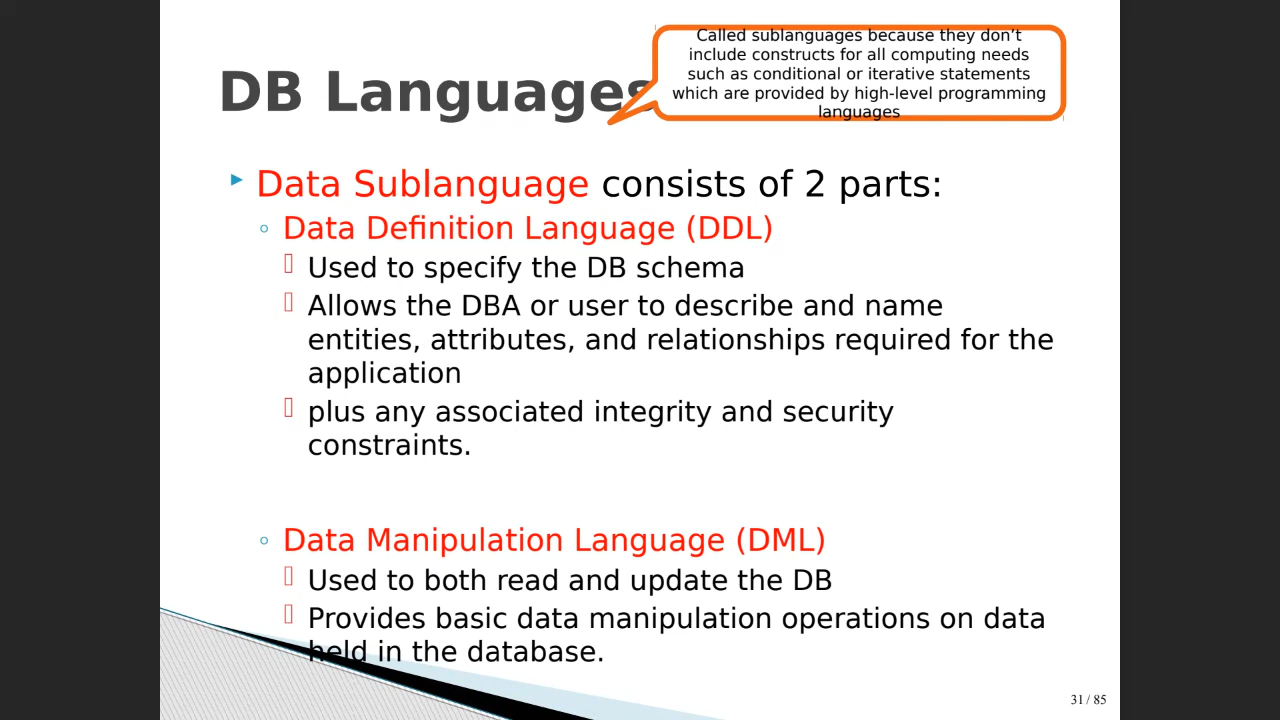 Called sublanguages because they don’t
include constructs for all computing needs
such as conditional or iterative statements
which are provided by high-level programming
languages
DB Languages
Data Sublanguage consists of 2 parts:
Data Definition Language (DDL)
Used to specify the DB schema
Allows the DBA or user to describe and name
entities, attributes, and relationships required for the
application
plus any associated integrity and security
constraints.
Data Manipulation Language (DML)
Used to both read and update the DB
Provides basic data manipulation operations on data
held in the database.
31 / 85